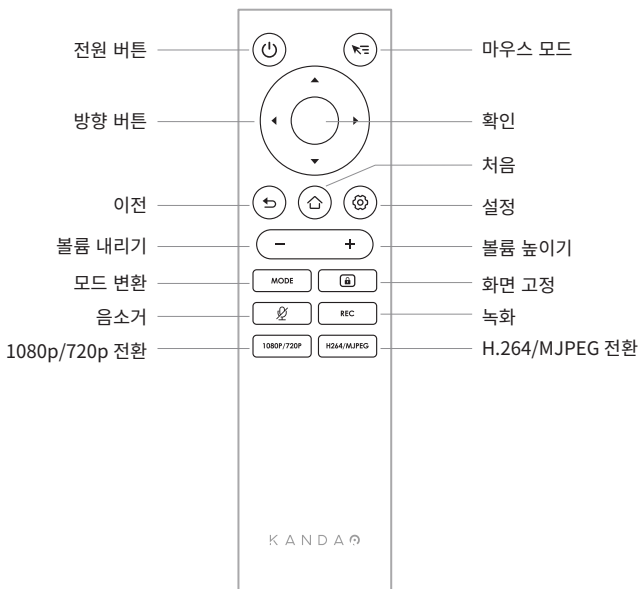 전원 버튼
마우스 모드
방향 버튼
확인
처음
이전
설정
볼륨 내리기
볼륨 높이기
모드 변환
MODE
화면 고정
음소거
REC
녹화
1080p/720p 전환
1080P/720P
H264/MJPEG
H.264/MJPEG 전환
KANDAO